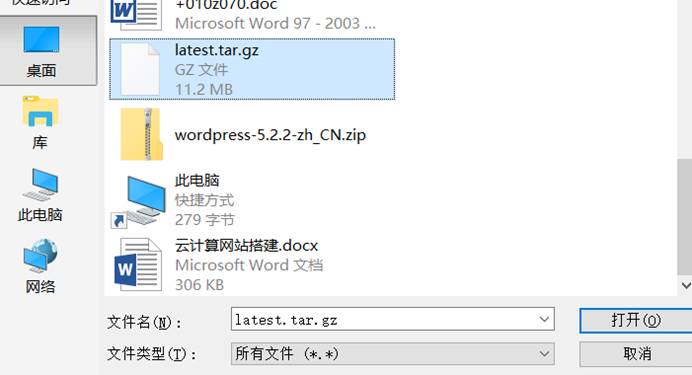 快速访问
+010z070.doc
Microsoft Word 97 - 2003 ...
latest.tar.gz
GZ 文件
11.2 MB
桌面
wordpress-5.2.2-zh_CN.zip
库
此电脑
快捷方式
279 字节
此电脑
云计算网站搭建.docx
Microsoft Word 文档
306 KB
网络
文件名(N):
latest.tar.gz
打开(O)
文件类型(T):
所有文件 (*.*)
取消